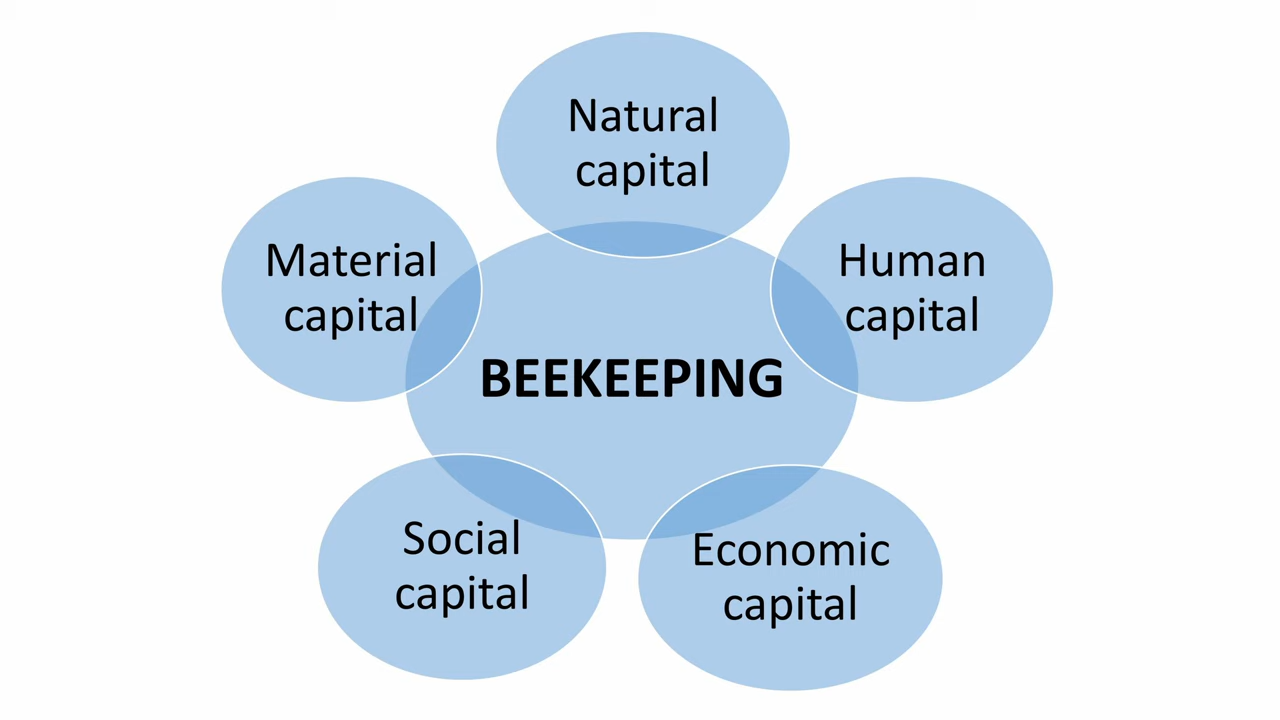 Natural
capital
Material
capital
Human
capital
BEEKEEPING
Social
capital
Economic
capital